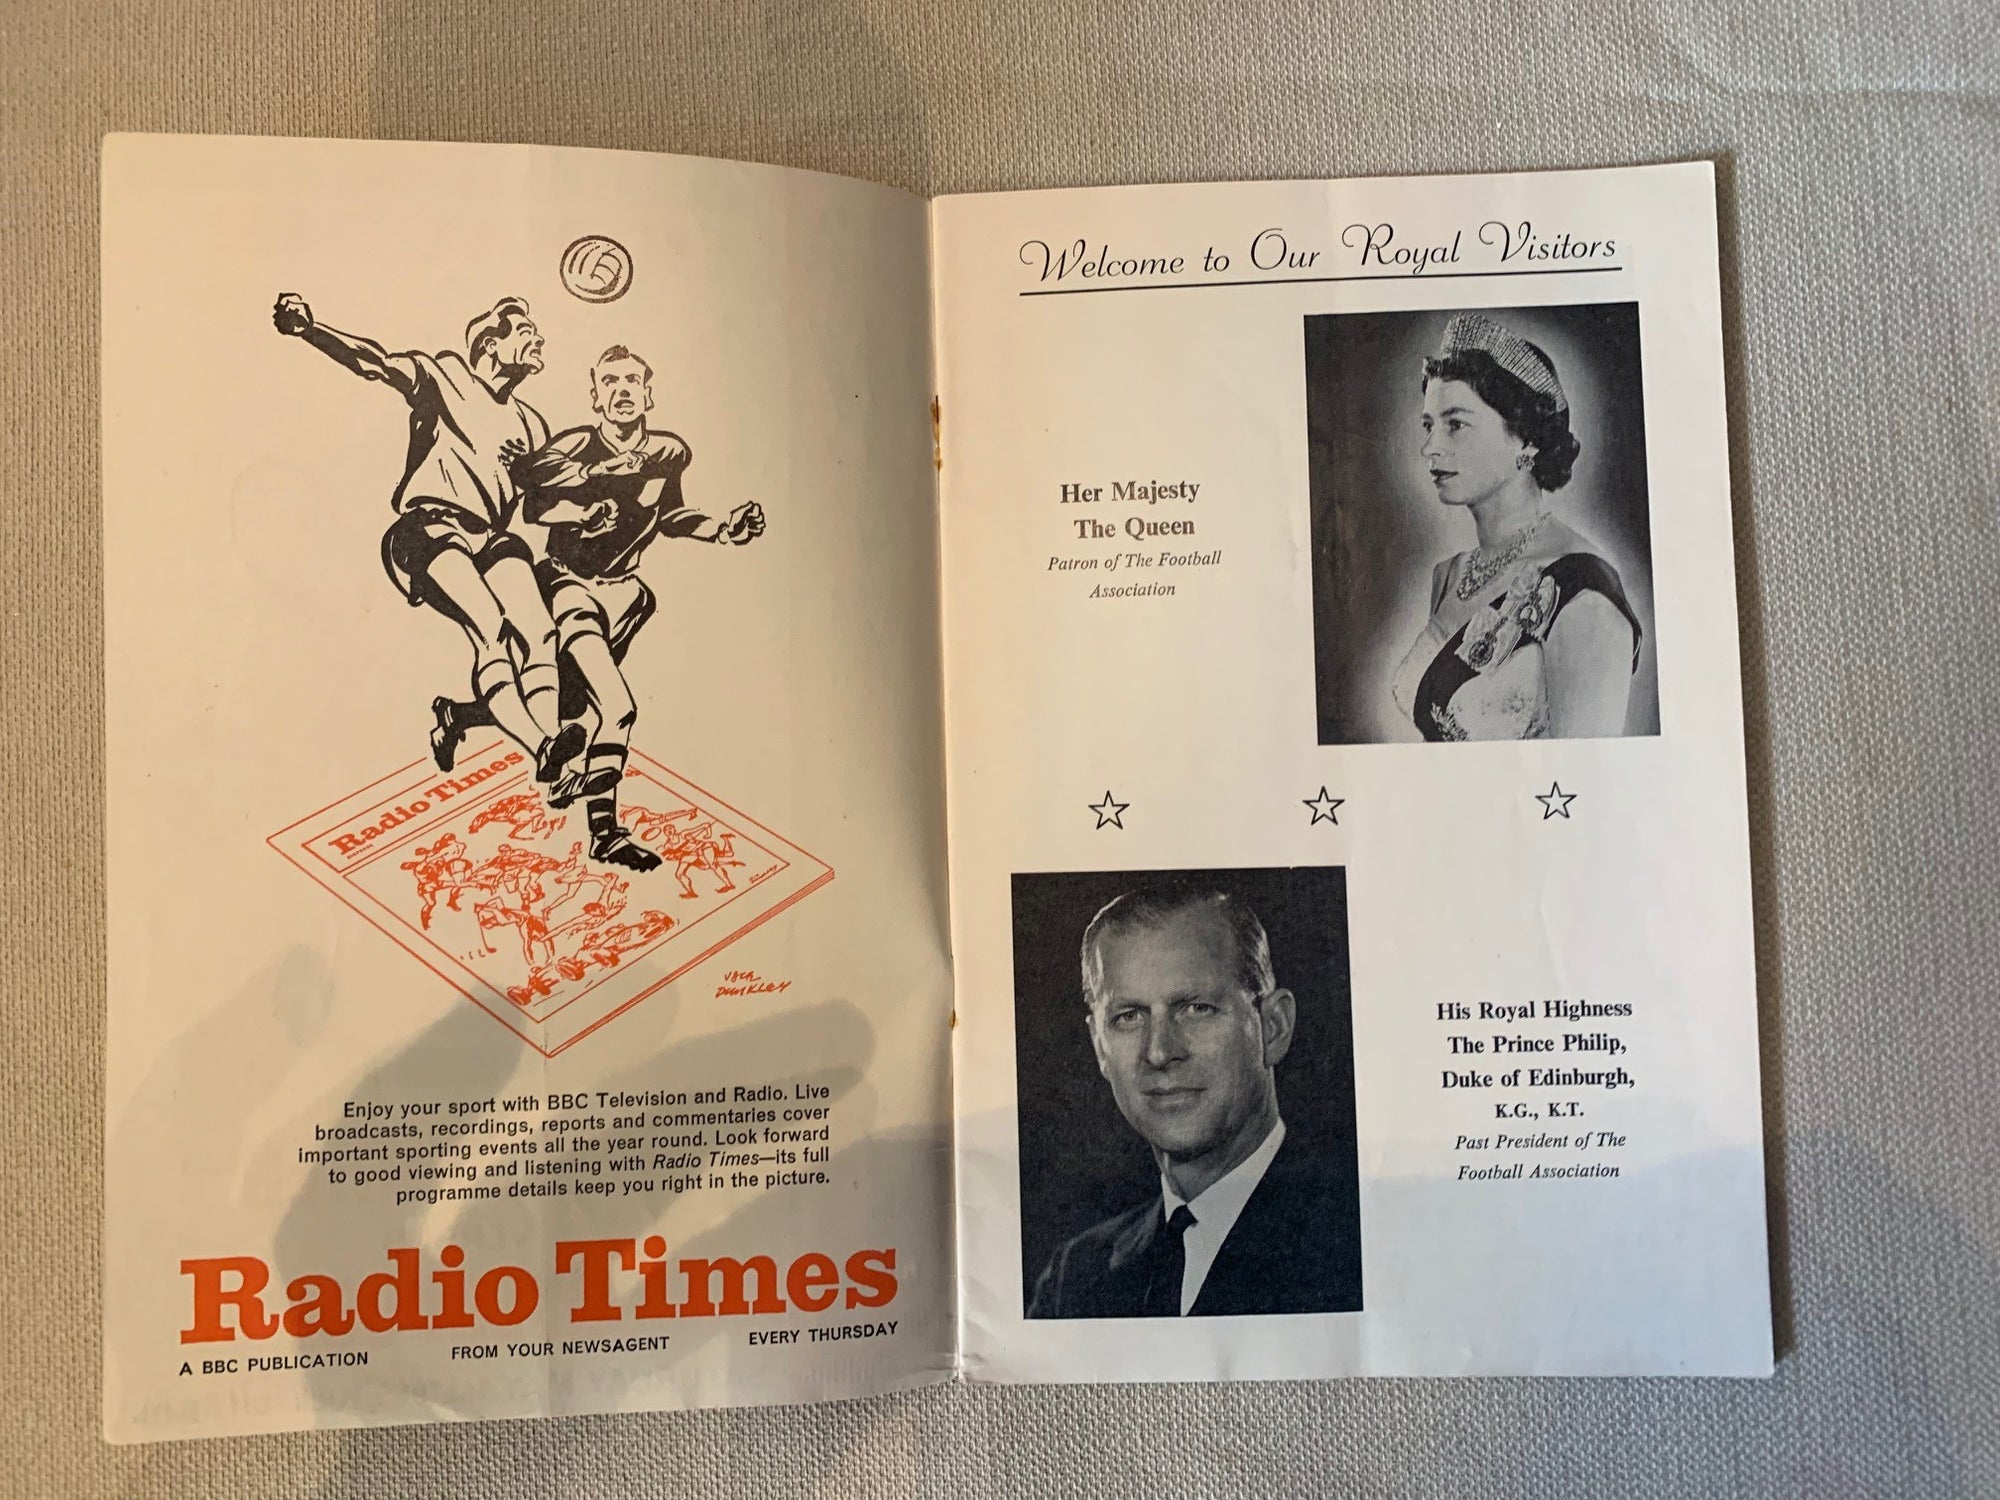 Radio Times
JACK
DUNKLEY
Enjoy your sport with BBC Television and Radio. Live
broadcasts, recordings, reports and commentaries cover
important sporting events all the year round. Look forward
to good viewing and listening with Radio Times—its full
programme details keep you right in the picture.
Radio Times
A BBC PUBLICATION FROM YOUR NEWSAGENT EVERY THURSDAY
Welcome to Our Royal Visitors
Her Majesty
The Queen
Patron of The Football
Association
His Royal Highness
The Prince Philip,
Duke of Edinburgh,
K.G., K.T.
Past President of The
Football Association